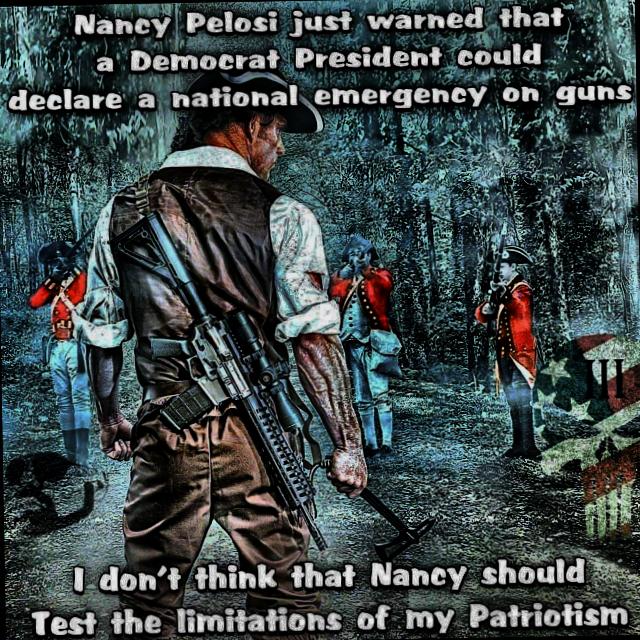 Nancy Pelosi just warned that
a Democrat President could
declare a national emergency on guns
III
I don't think that Nancy should
Test the limitations of my Patriotism